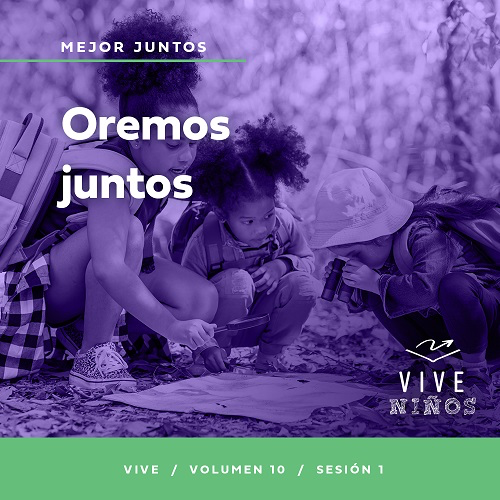 MEJOR JUNTOS
Oremos
juntos
VIVE
NIÑOS
VIVE / VOLUMEN 10 / SESIÓN 1